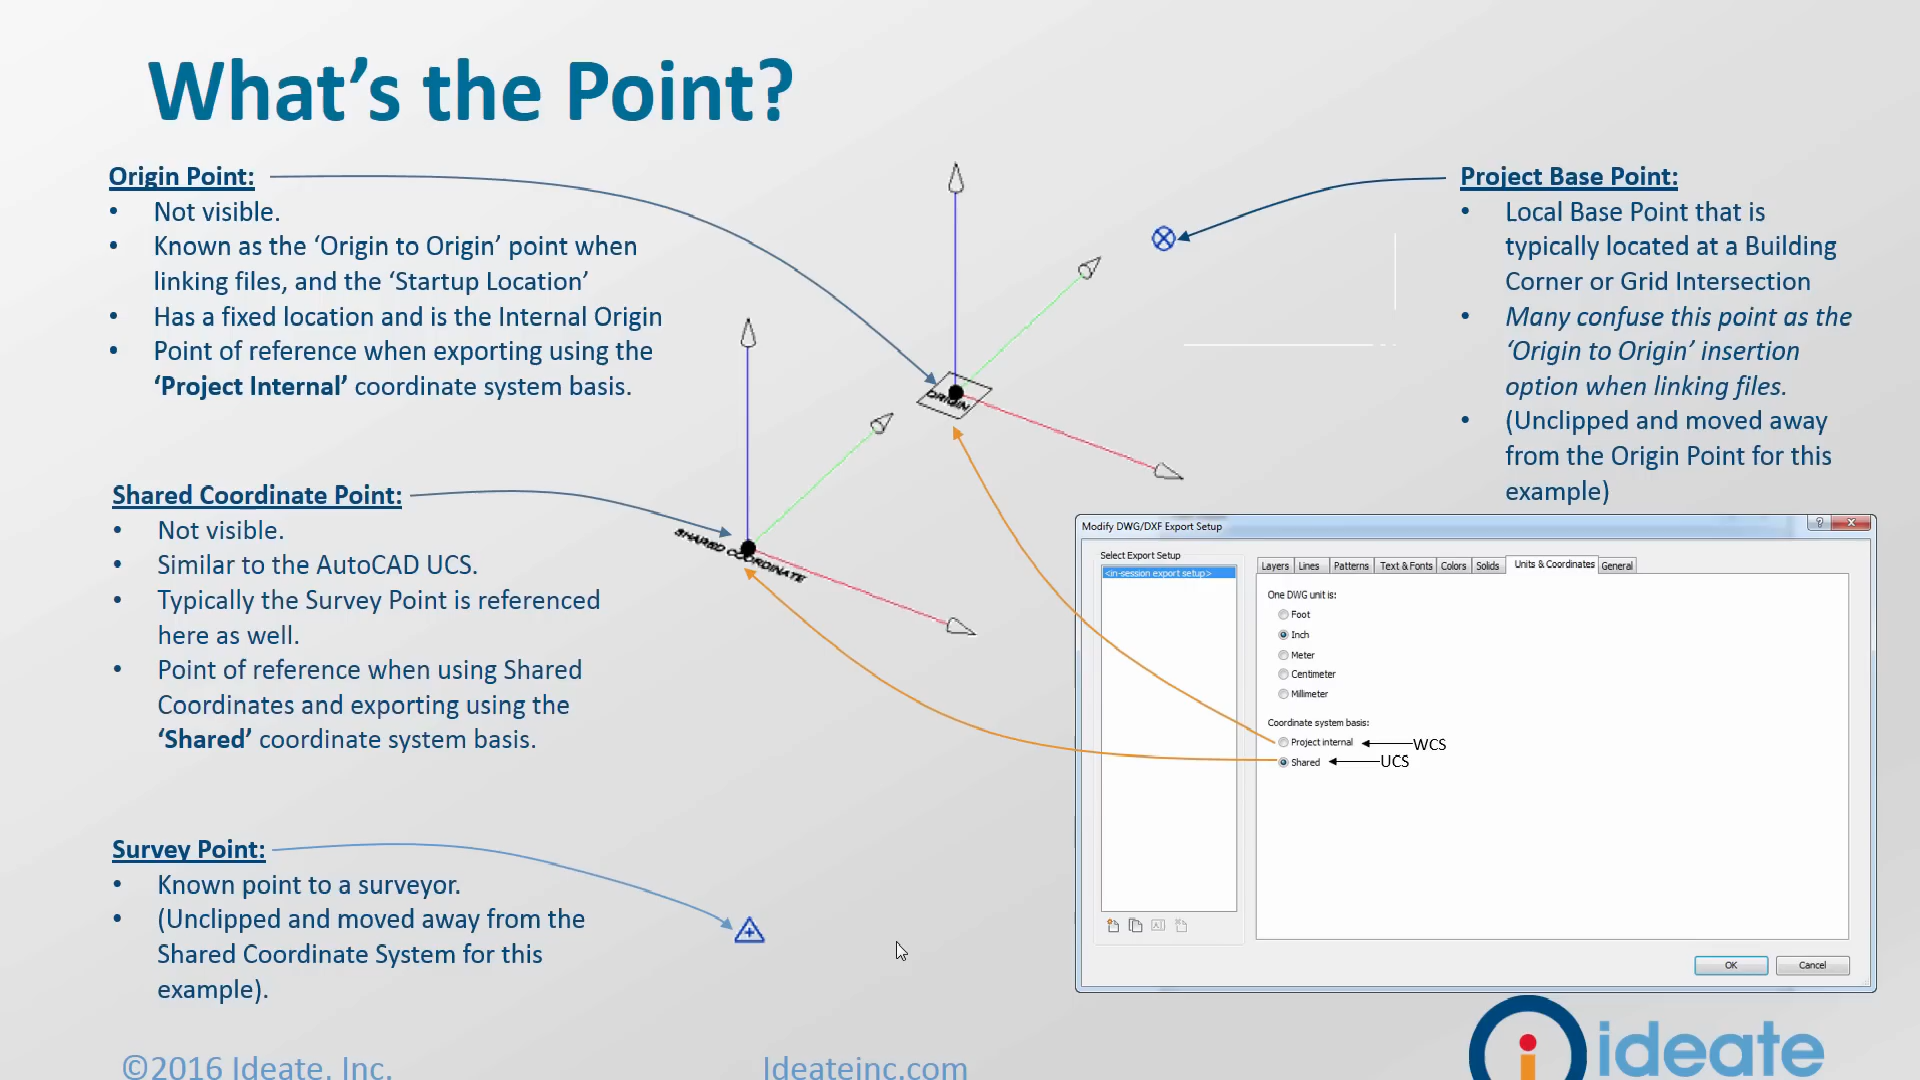 What’s the Point?
Origin Point:
• Not visible.
• Known as the ‘Origin to Origin’ point when
linking files, and the ‘Startup Location’
• Has a fixed location and is the Internal Origin
• Point of reference when exporting using the
‘Project Internal’ coordinate system basis.
Shared Coordinate Point:
• Not visible.
• Similar to the AutoCAD UCS.
• Typically the Survey Point is referenced
here as well.
• Point of reference when using Shared
Coordinates and exporting using the
‘Shared’ coordinate system basis.
Survey Point:
• Known point to a surveyor.
• (Unclipped and moved away from the
Shared Coordinate System for this
example).
ORIGIN
SHARED COORDINATE
Project Base Point:
• Local Base Point that is
typically located at a Building
Corner or Grid Intersection
• Many confuse this point as the
‘Origin to Origin’ insertion
option when linking files.
• (Unclipped and moved away
from the Origin Point for this
example)
Modify DWG/DXF Export Setup
Select Export Setup
<in-session export setup>
Layers Lines Patterns Text & Fonts Colors Solids Units & Coordinates General
One DWG unit is:
Foot
Inch
Meter
Centimeter
Millimeter
Coordinate system basis:
Project internal WCS
Shared UCS
OK Cancel
©2016 Ideate, Inc.
Ideateinc.com
ideate